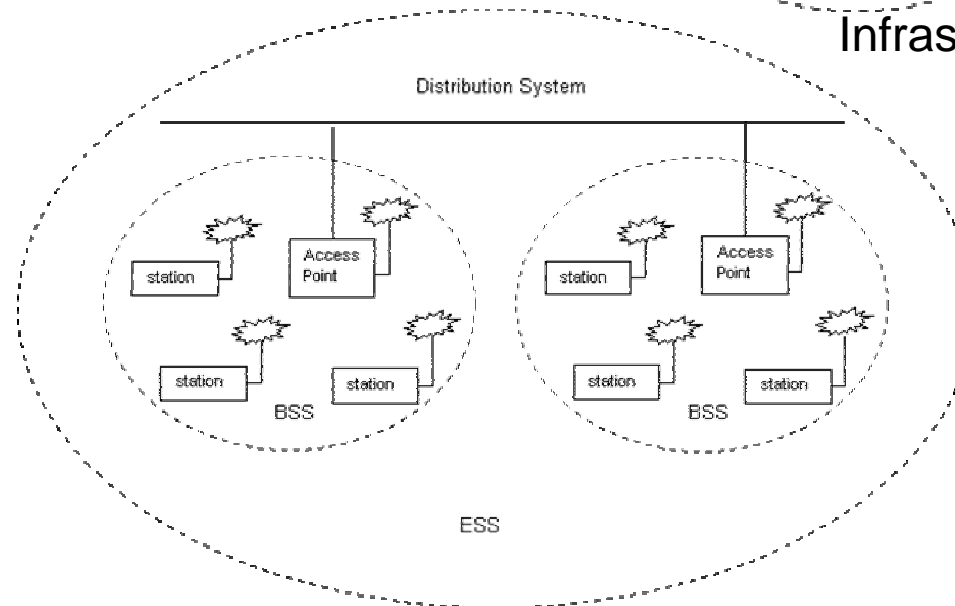 Infras
Distribution System
Access
Point
station
station
station
BSS
Access
Point
station
station
station
BSS
ESS